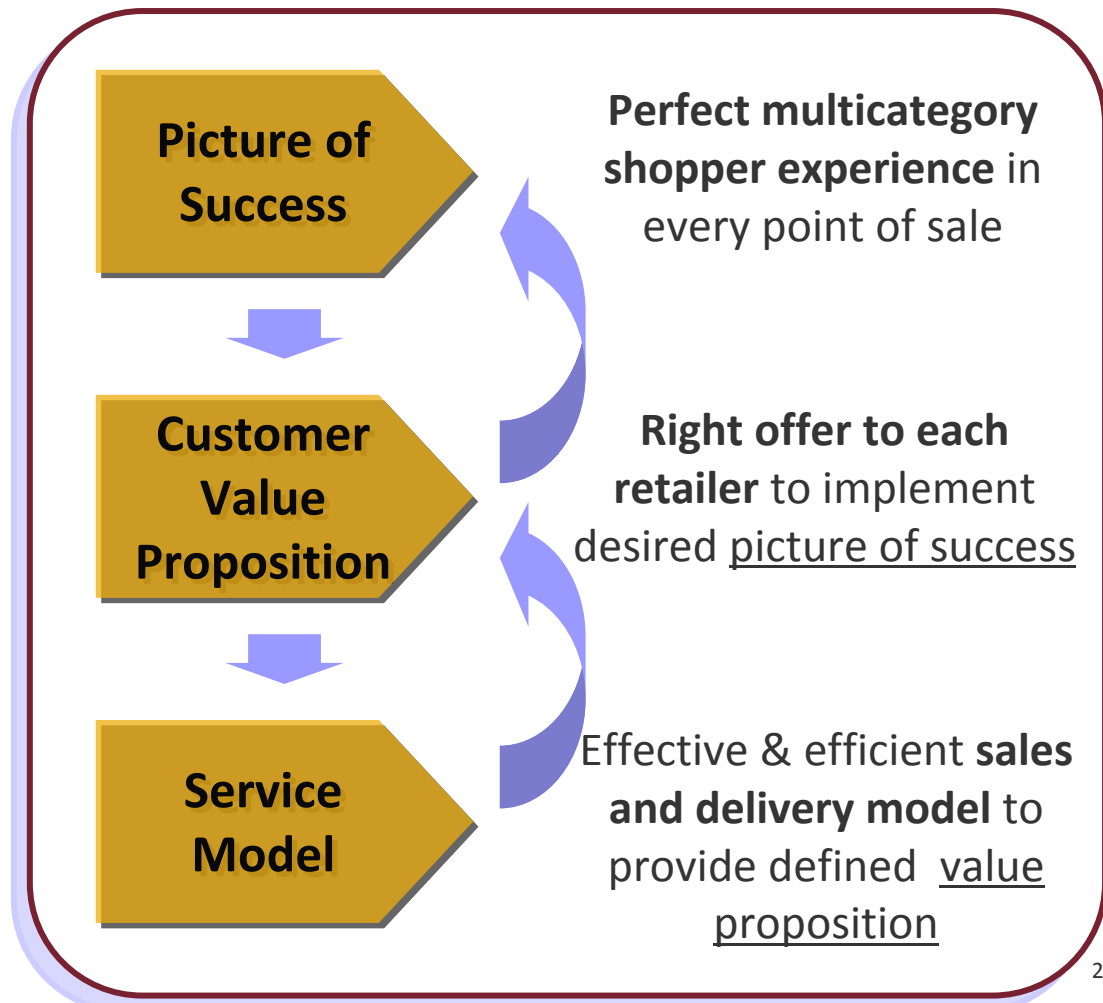 Picture of
Success
Perfect multicategory
shopper experience in
every point of sale
Customer
Value
Proposition
Right offer to each
retailer to implement
desired picture of success
Service
Model
Effective & efficient sales
and delivery model to
provide defined  value
proposition
2